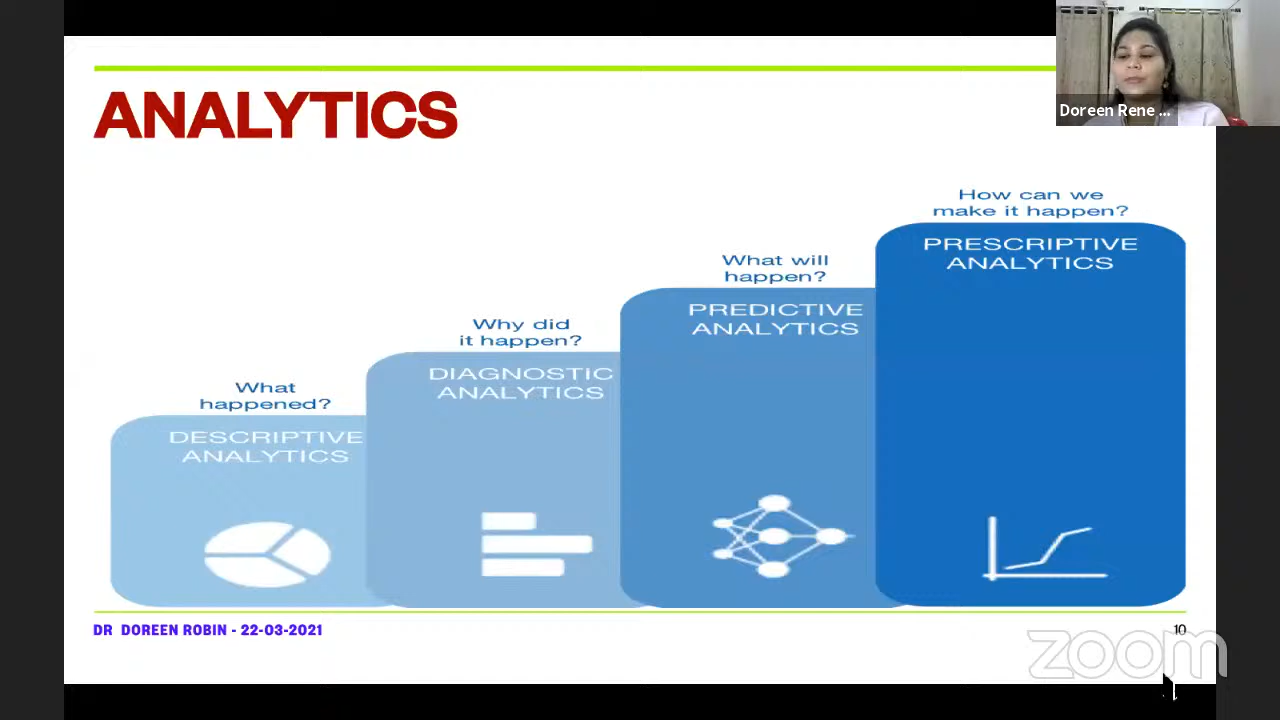 Doreen Rene ...
ANALYTICS
How can we
make it happen?
PRESCRIPTIVE
ANALYTICS
What will
happen?
PREDICTIVE
ANALYTICS
Why did
it happen?
DIAGNOSTIC
ANALYTICS
What
happened?
DESCRIPTIVE
ANALYTICS
DR DOREEN ROBIN - 22-03-2021
10
zoom